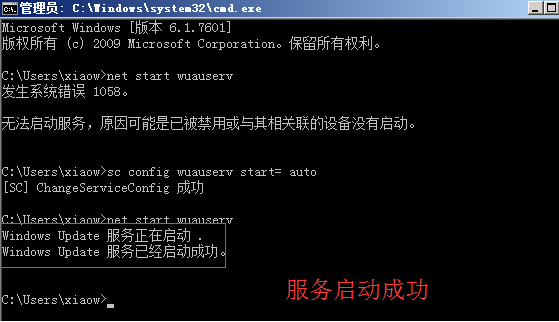 管理员: C:\Windows\system32\cmd.exe
Microsoft Windows [版本 6.1.7601]
版权所有 (c) 2009 Microsoft Corporation。保留所有权利。
C:\Users\xiaow>net start wuauserv
发生系统错误 1058。
无法启动服务，原因可能是已被禁用或与其相关联的设备没有启动。
C:\Users\xiaow>sc config wuauserv start= auto
[SC] ChangeServiceConfig 成功
C:\Users\xiaow>net start wuauserv
Windows Update 服务正在启动 .
Windows Update 服务已经启动成功。
服务启动成功
C:\Users\xiaow>